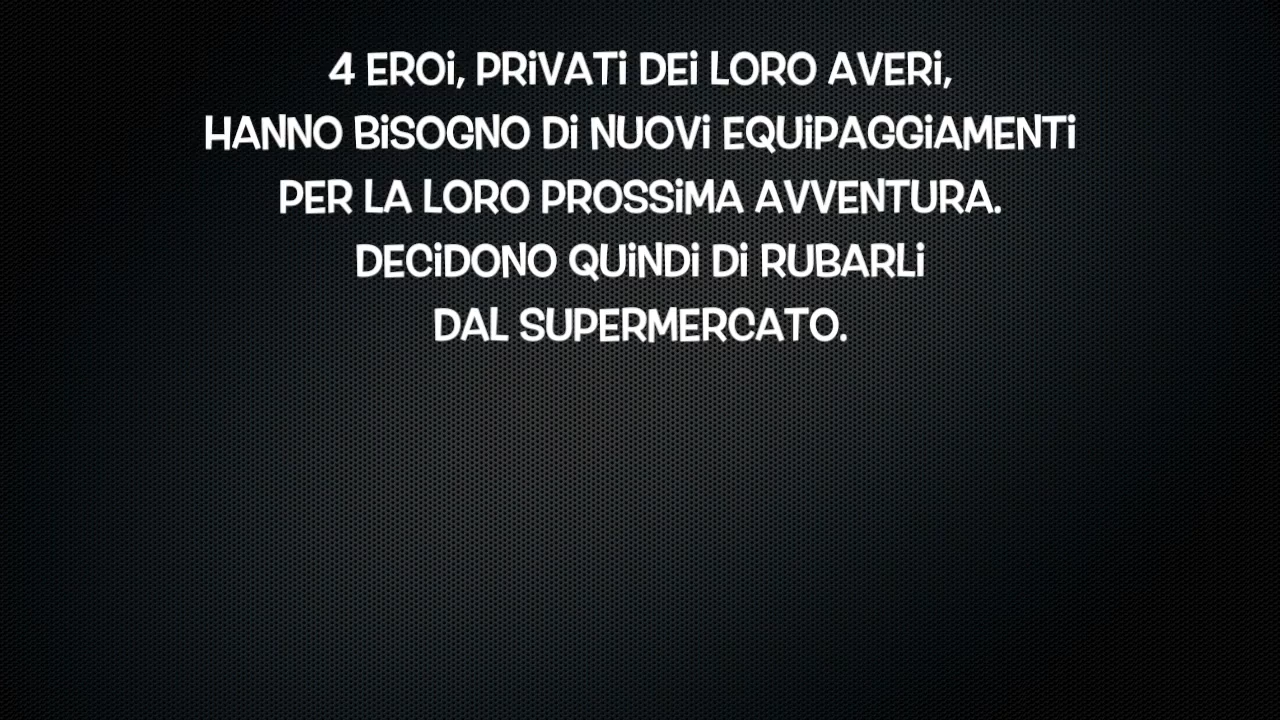 4 EROi, PRiVATi DEi LORO AVERi,
HANNO BiSOGNO Di NUOVi EQUiPAGGiAMENTi
PER LA LORO PROSSiMA AVVENTURA.
DECiDONO QUiNDi Di RUBARLi
DAL SUPERMERCATO.